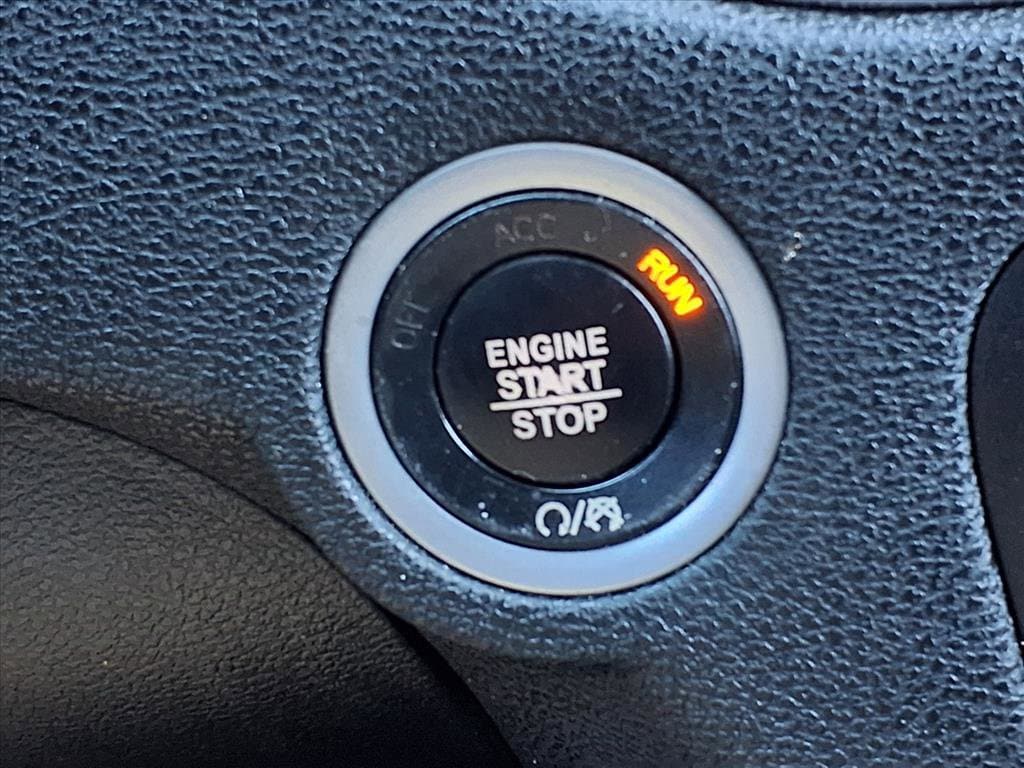 ACC
RUN
OFF
ENGINE
START
STOP